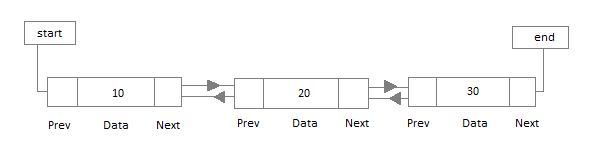 start
end
10
20
30
Prev Data Next
Prev Data Next
Prev Data Next